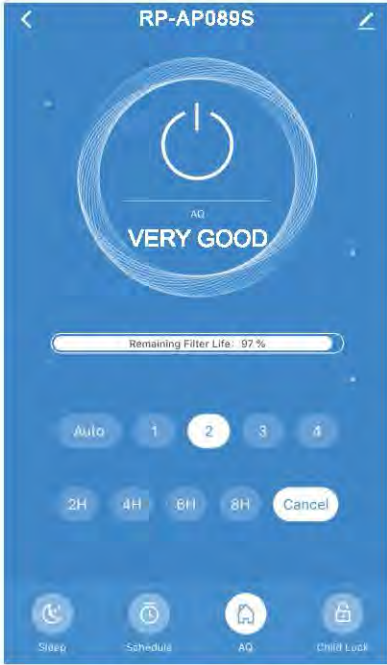 RP-AP089S
AQ
VERY GOOD
Remaining Filter Life: 97 %
Auto 1 2 3 4
2H 4H 6H 8H Cancel
Sleep Schedule AQ Child Lock